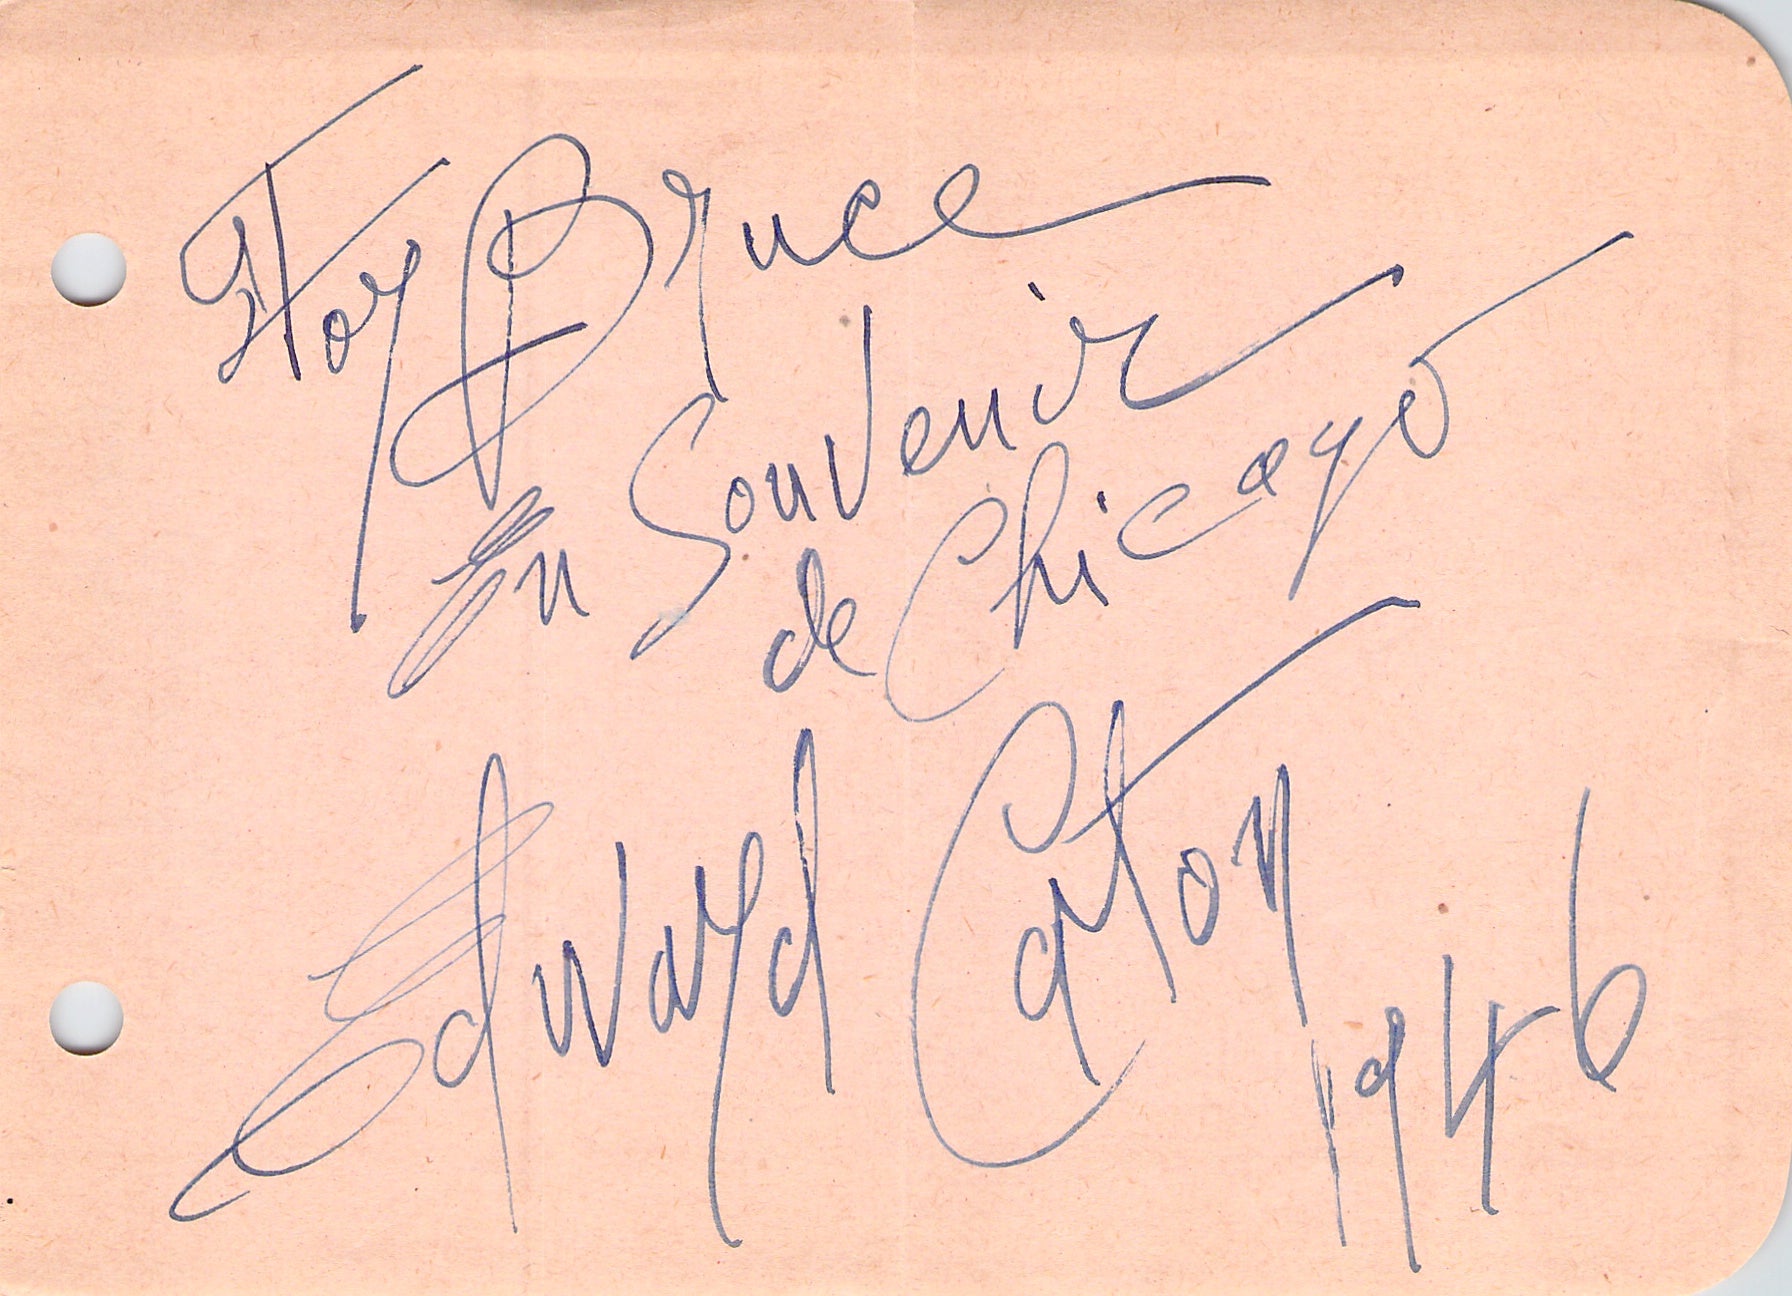 For Bruce
En Souvenir
de Chicago
Edward Caton
1946